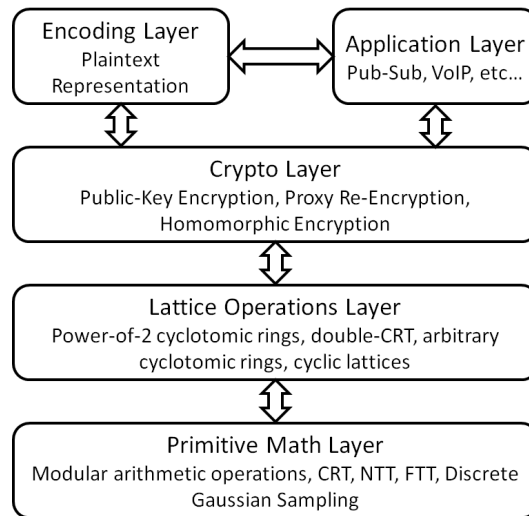 Encoding Layer
Plaintext
Representation
Application Layer
Pub-Sub, VoIP, etc...
Crypto Layer
Public-Key Encryption, Proxy Re-Encryption,
Homomorphic Encryption
Lattice Operations Layer
Power-of-2 cyclotomic rings, double-CRT, arbitrary
cyclotomic rings, cyclic lattices
Primitive Math Layer
Modular arithmetic operations, CRT, NTT, FTT, Discrete
Gaussian Sampling